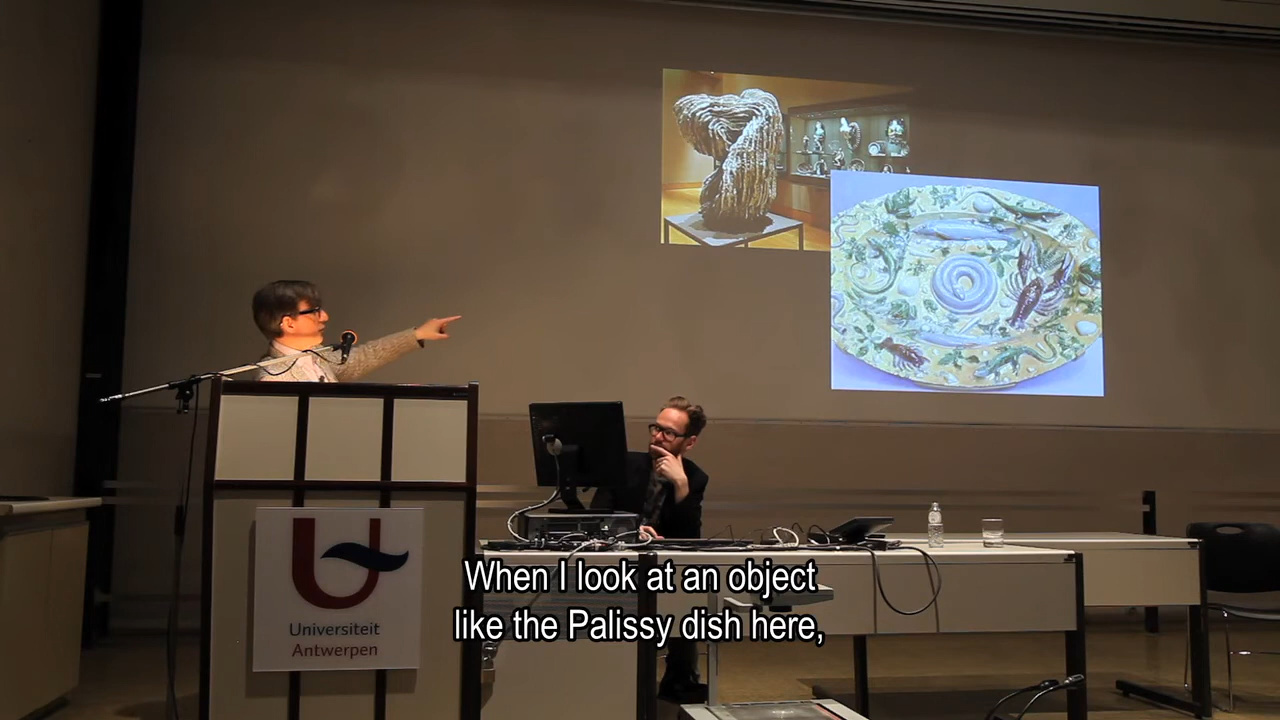 Universiteit
Antwerpen
When I look at an object
like the Palissy dish here,